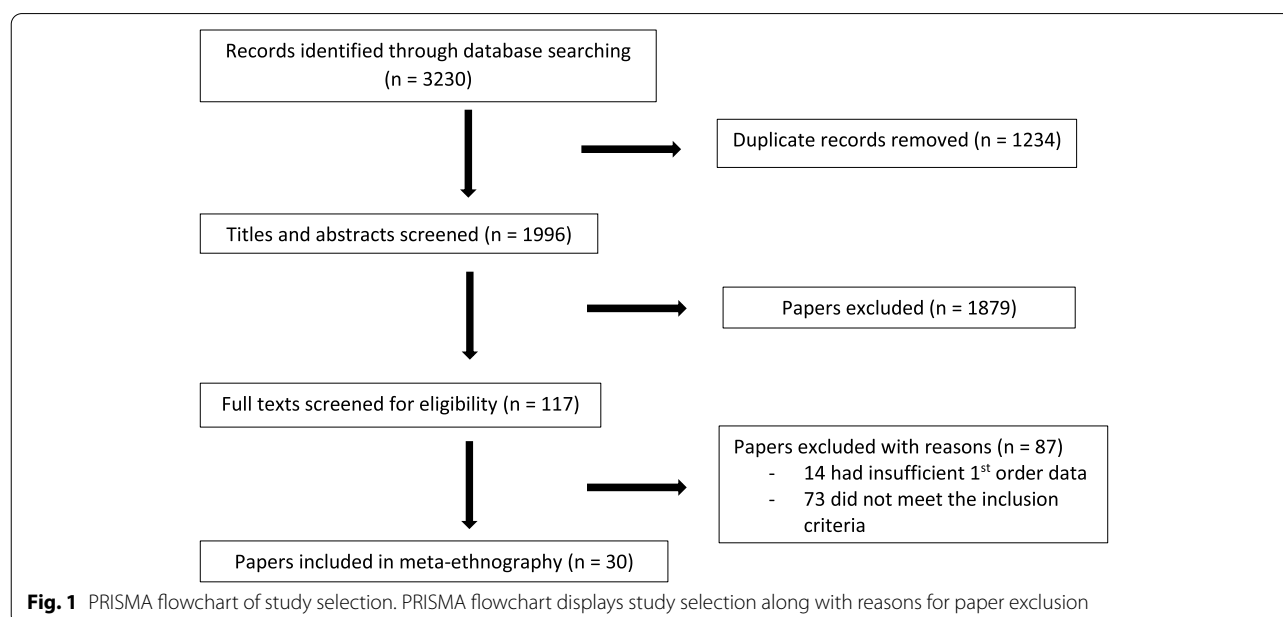 Records identified through database searching
(n = 3230)
Duplicate records removed (n = 1234)
Titles and abstracts screened (n = 1996)
Papers excluded (n = 1879)
Full texts screened for eligibility (n = 117)
Papers excluded with reasons (n = 87)
- 14 had insufficient 1st order data
- 73 did not meet the inclusion
criteria
Papers included in meta-ethnography (n = 30)
Fig. 1 PRISMA flowchart of study selection. PRISMA flowchart displays study selection along with reasons for paper exclusion